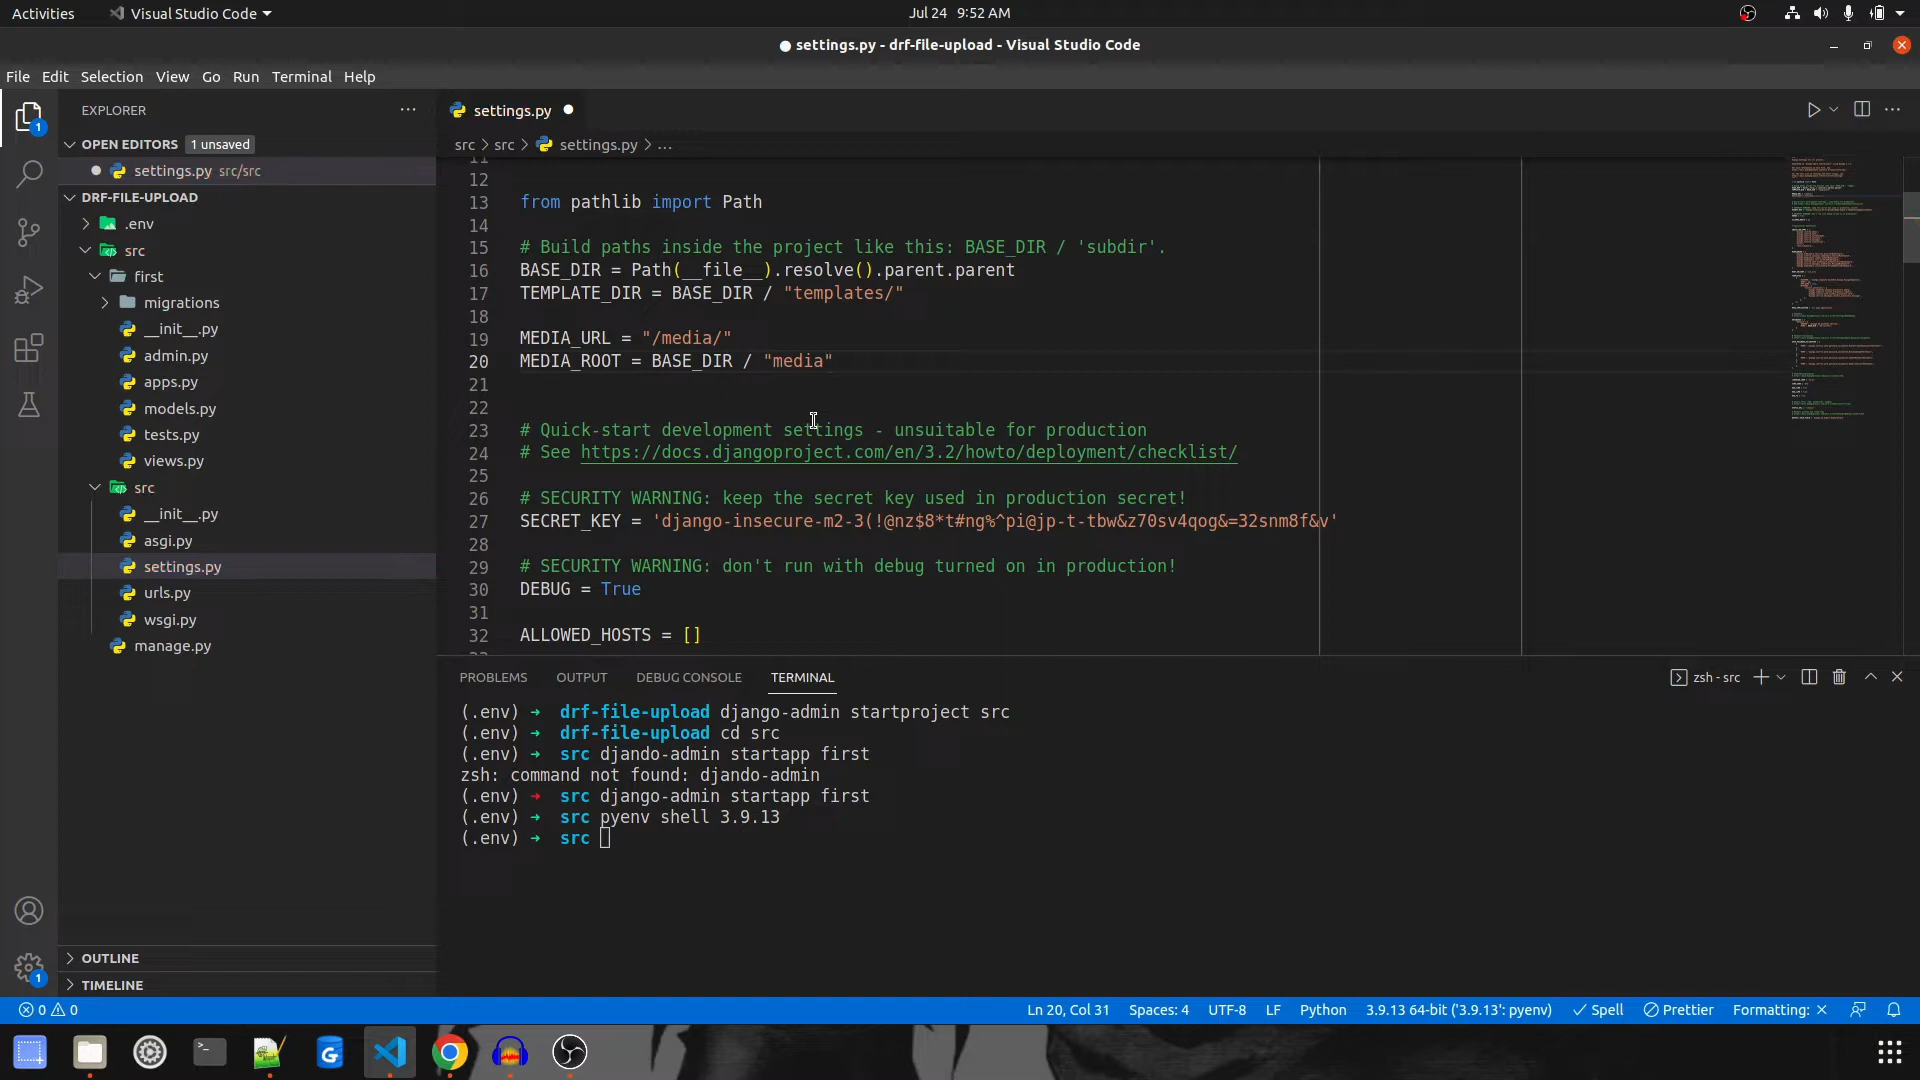 Activities
Visual Studio Code
Jul 24 9:52 AM
settings.py - drf-file-upload - Visual Studio Code
File Edit Selection View Go Run Terminal Help
EXPLORER
OPEN EDITORS 1 unsaved
settings.py src/src
DRF-FILE-UPLOAD
.env
src
first
migrations
__init__.py
admin.py
apps.py
models.py
tests.py
views.py
src
__init__.py
asgi.py
settings.py
urls.py
wsgi.py
manage.py
OUTLINE
TIMELINE
settings.py
src > src > settings.py > ...
11
12
13 from pathlib import Path
14
15 # Build paths inside the project like this: BASE_DIR / 'subdir'.
16 BASE_DIR = Path(__file__).resolve().parent.parent
17 TEMPLATE_DIR = BASE_DIR / "templates/"
18
19 MEDIA_URL = "/media/"
20 MEDIA_ROOT = BASE_DIR / "media"
21
22
23 # Quick-start development settings - unsuitable for production
24 # See https://docs.djangoproject.com/en/3.2/howto/deployment/checklist/
25
26 # SECURITY WARNING: keep the secret key used in production secret!
27 SECRET_KEY = 'django-insecure-m2-3(!@nz$8*t#ng%^pi@jp-t-tbw&z70sv4qog&=32snm8f&v'
28
29 # SECURITY WARNING: don't run with debug turned on in production!
30 DEBUG = True
31
32 ALLOWED_HOSTS = []
PROBLEMS OUTPUT DEBUG CONSOLE TERMINAL
zsh - src
(.env) ➜ drf-file-upload django-admin startproject src
(.env) ➜ drf-file-upload cd src
(.env) ➜ src djando-admin startapp first
zsh: command not found: djando-admin
(.env) ➜ src django-admin startapp first
(.env) ➜ src pyenv shell 3.9.13
(.env) ➜ src
1
1
0 0
Ln 20, Col 31 Spaces: 4 UTF-8 LF Python 3.9.13 64-bit ('3.9.13': pyenv) Spell Prettier Formatting: ✕